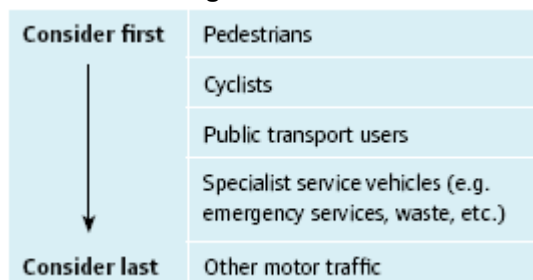 Consider first Pedestrians
Cyclists
Public transport users
Specialist service vehicles (e.g.
emergency services, waste, etc.)
Consider last Other motor traffic